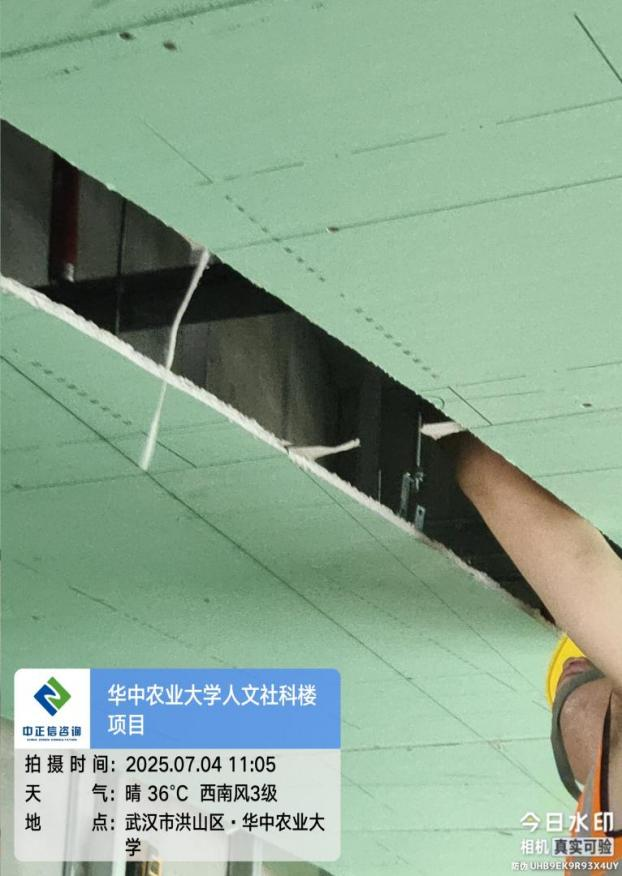 中正信咨询
华中农业大学人文社科楼
项目
拍摄时间：2025.07.04 11:05
天气：晴 36℃ 西南风3级
地点：武汉市洪山区·华中农业大
学
今日水印
相机 真实可验
防伪 UHB9EK9R93X4UY